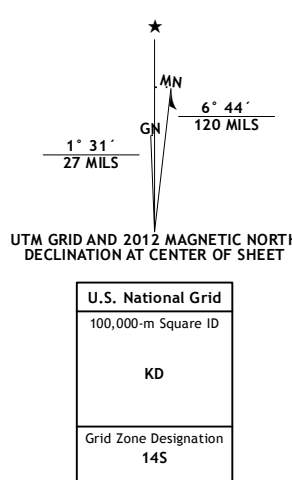 ★
MN
GN
6° 44´
120 MILS
1° 31´
27 MILS
UTM GRID AND 2012 MAGNETIC NORTH
DECLINATION AT CENTER OF SHEET
U.S. National Grid
100,000-m Square ID
KD
Grid Zone Designation
14S